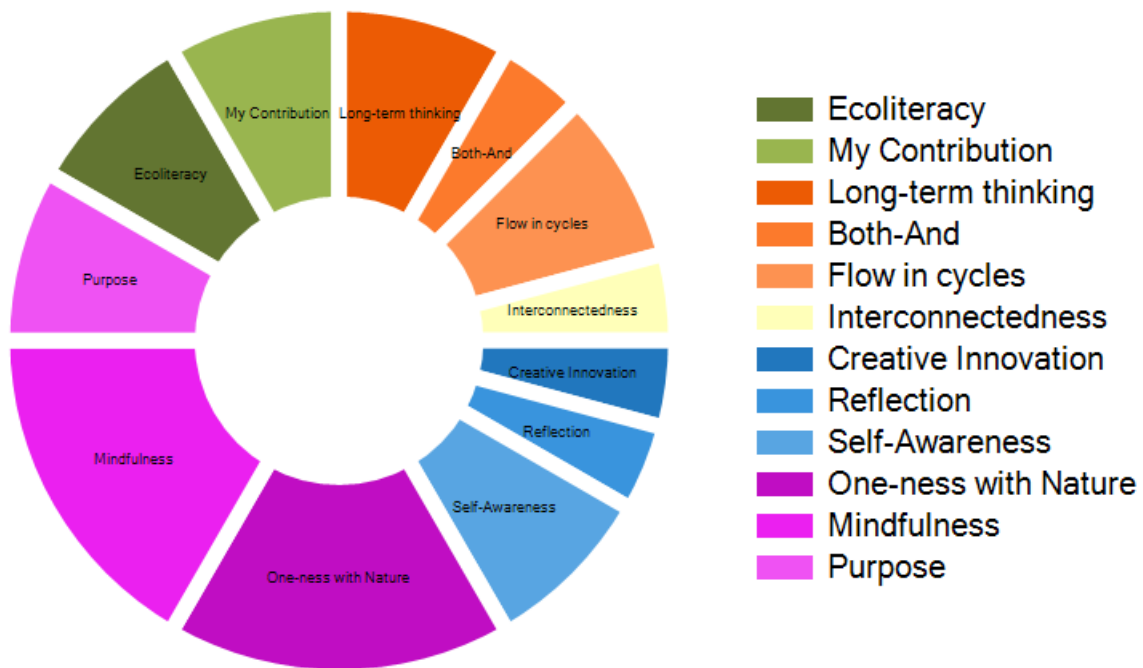 My Contribution
Long-term thinking
Both-And
Ecoliteracy
Flow in cycles
Purpose
Interconnectedness
Creative Innovation
Reflection
Mindfulness
Self-Awareness
One-ness with Nature
Ecoliteracy
My Contribution
Long-term thinking
Both-And
Flow in cycles
Interconnectedness
Creative Innovation
Reflection
Self-Awareness
One-ness with Nature
Mindfulness
Purpose